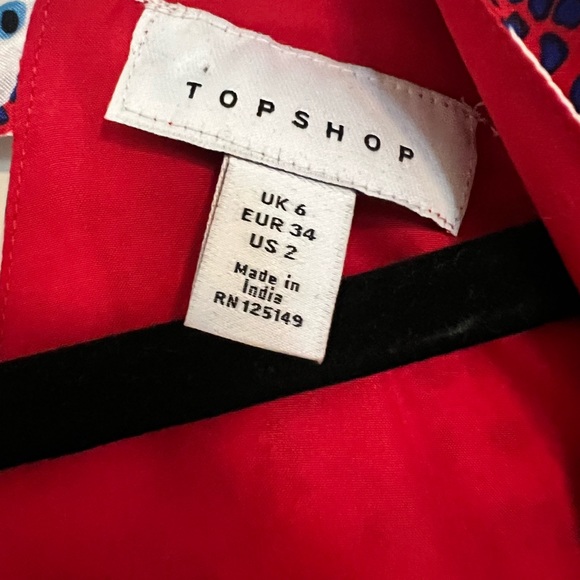 TOPSHOP
UK 6
EUR 34
US 2
Made in
India
RN 125149